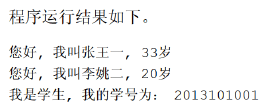 程序运行结果如下。
您好，我叫张王一，33岁
您好，我叫李姚二，20岁
我是学生，我的学号为： 2013101001